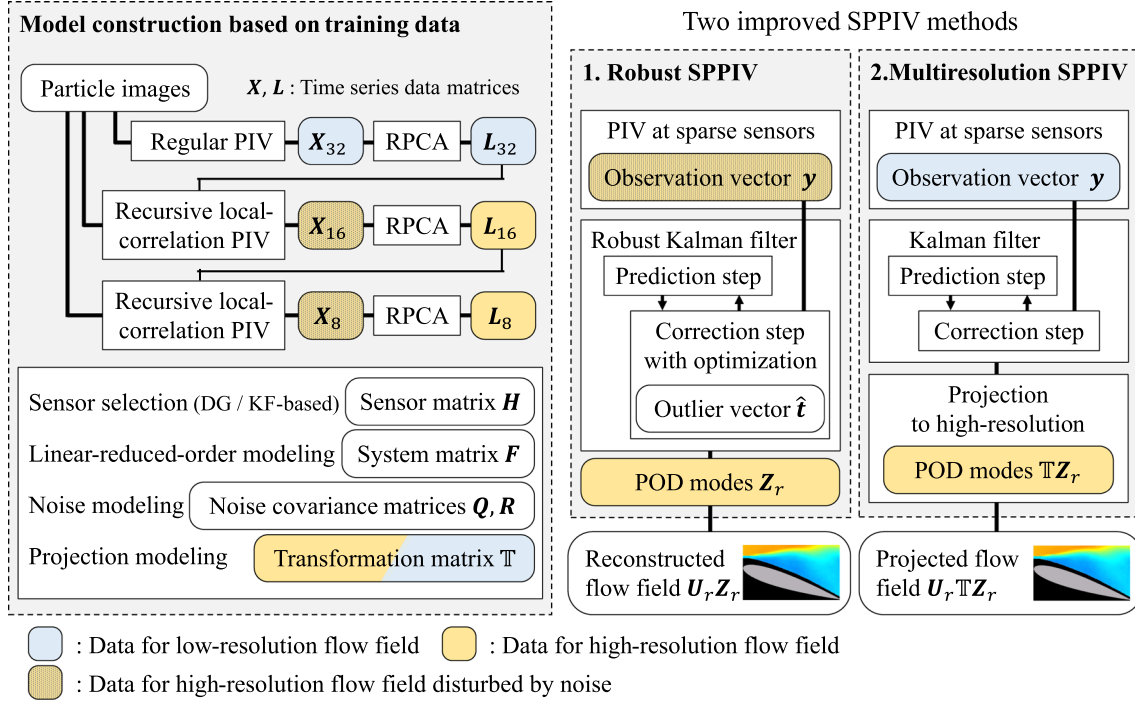 Model construction based on training data
Particle images
X, L : Time series data matrices
Regular PIV
X₃₂
RPCA
L₃₂
Recursive local-
correlation PIV
X₁₆
RPCA
L₁₆
Recursive local-
correlation PIV
X₈
RPCA
L₈
Sensor selection (DG / KF-based)
Sensor matrix H
Linear-reduced-order modeling
System matrix F
Noise modeling
Noise covariance matrices Q, R
Projection modeling
Transformation matrix 𝕋
Two improved SPPIV methods
1. Robust SPPIV
PIV at sparse sensors
Observation vector y
Robust Kalman filter
Prediction step
Correction step
with optimization
Outlier vector t̂
POD modes Zᵣ
Reconstructed
flow field UᵣZᵣ
2.Multiresolution SPPIV
PIV at sparse sensors
Observation vector y
Kalman filter
Prediction step
Correction step
Projection
to high-resolution
POD modes 𝕋Zᵣ
Projected flow
field Uᵣ𝕋Zᵣ
: Data for low-resolution flow field
: Data for high-resolution flow field
: Data for high-resolution flow field disturbed by noise